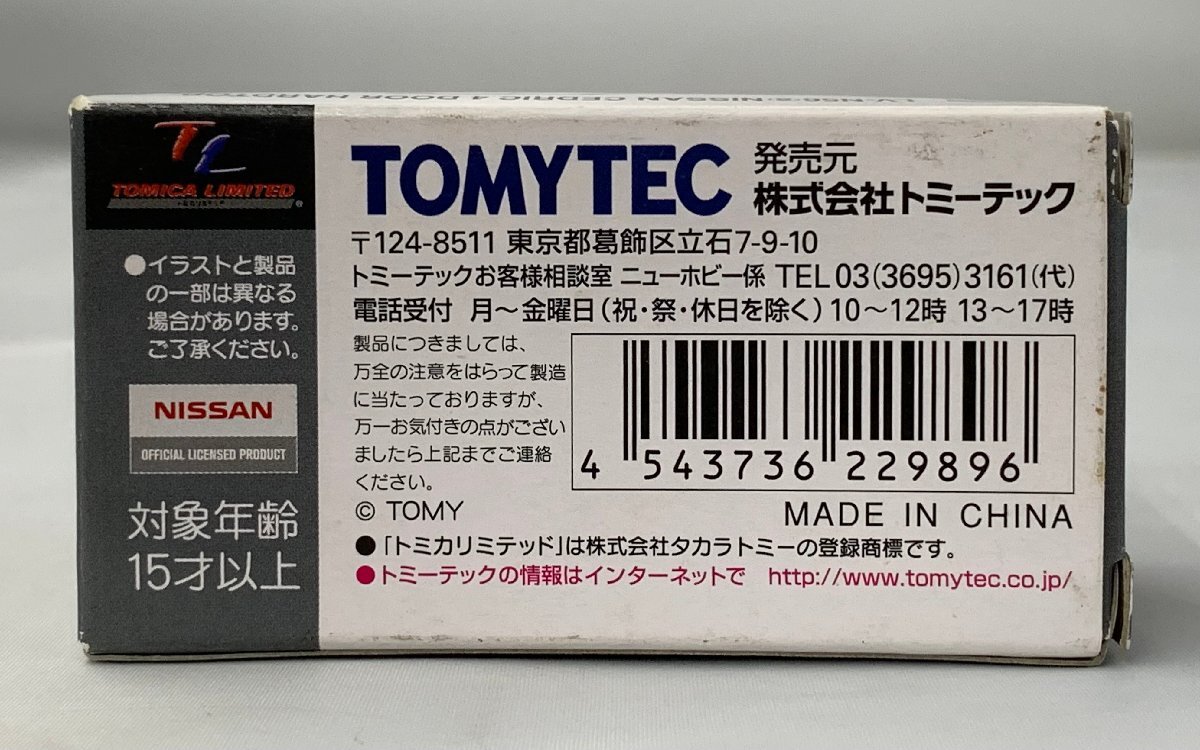 LV-N56a NISSAN CEDRIC 4 DOOR HARDTOP
TL
TOMICA LIMITED
●イラストと製品
の一部は異なる
場合があります。
ご了承ください。
NISSAN
OFFICIAL LICENSED PRODUCT
対象年齢
15才以上
TOMYTEC
発売元
株式会社トミーテック
〒124-8511 東京都葛飾区立石7-9-10
トミーテックお客様相談室 ニューホビー係 TEL 03(3695)3161(代)
電話受付 月～金曜日(祝・祭・休日を除く)10～12時 13～17時
製品につきましては、
万全の注意をはらって製造
に当たっておりますが、
万一お気付きの点がござい
ましたら上記までご連絡
ください。
4 543736 229896
© TOMY
MADE IN CHINA
●「トミカリミテッド」は株式会社タカラトミーの登録商標です。
●トミーテックの情報はインターネットで http://www.tomytec.co.jp/